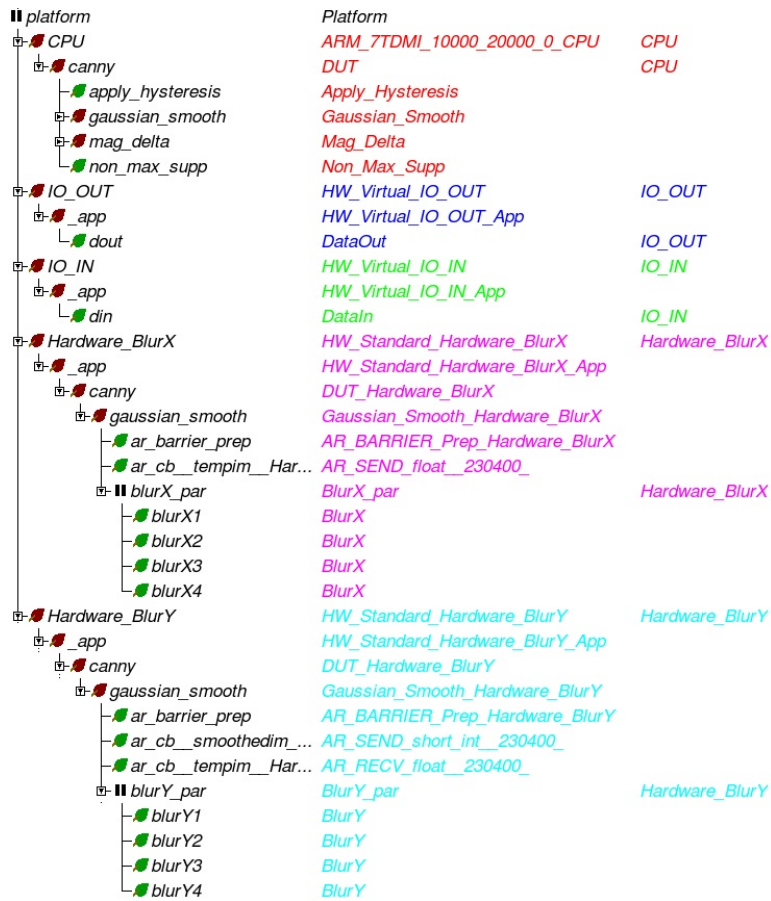 platform Platform
CPU ARM_7TDMI_10000_20000_0_CPU CPU
canny DUT CPU
apply_hysteresis Apply_Hysteresis
gaussian_smooth Gaussian_Smooth
mag_delta Mag_Delta
non_max_supp Non_Max_Supp
IO_OUT HW_Virtual_IO_OUT IO_OUT
_app HW_Virtual_IO_OUT_App
dout DataOut IO_OUT
IO_IN HW_Virtual_IO_IN IO_IN
_app HW_Virtual_IO_IN_App
din DataIn IO_IN
Hardware_BlurX HW_Standard_Hardware_BlurX Hardware_BlurX
_app HW_Standard_Hardware_BlurX_App
canny DUT_Hardware_BlurX
gaussian_smooth Gaussian_Smooth_Hardware_BlurX
ar_barrier_prep AR_BARRIER_Prep_Hardware_BlurX
ar_cb__tempim__Har... AR_SEND_float__230400_
blurX_par BlurX_par Hardware_BlurX
blurX1 BlurX
blurX2 BlurX
blurX3 BlurX
blurX4 BlurX
Hardware_BlurY HW_Standard_Hardware_BlurY Hardware_BlurY
_app HW_Standard_Hardware_BlurY_App
canny DUT_Hardware_BlurY
gaussian_smooth Gaussian_Smooth_Hardware_BlurY
ar_barrier_prep AR_BARRIER_Prep_Hardware_BlurY
ar_cb__smoothedim_... AR_SEND_short_int__230400_
ar_cb__tempim__Har... AR_RECV_float__230400_
blurY_par BlurY_par Hardware_BlurY
blurY1 BlurY
blurY2 BlurY
blurY3 BlurY
blurY4 BlurY